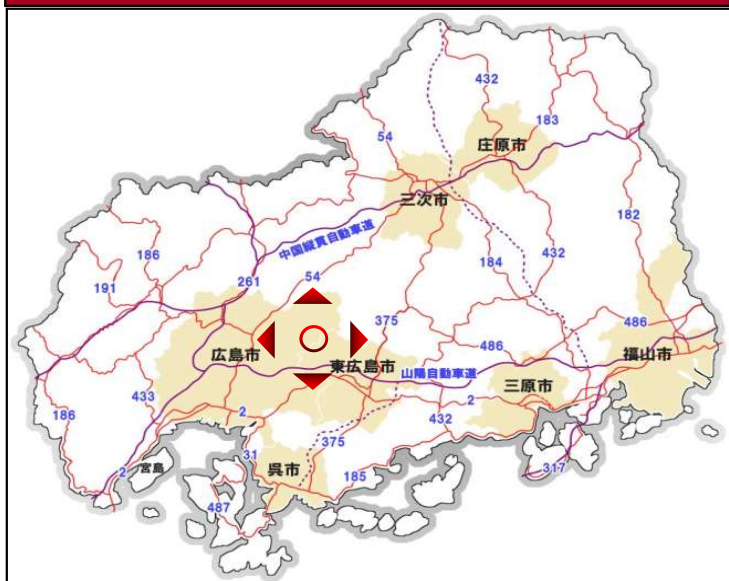 432
54
183
庄原市
三次市
182
186
中国縦貫自動車道
432
191
261
54
184
375
486
486
広島市
東広島市
山陽自動車道
福山市
三原市
433
186
2
2
432
375
31
宮島
2
呉市
185
317
487